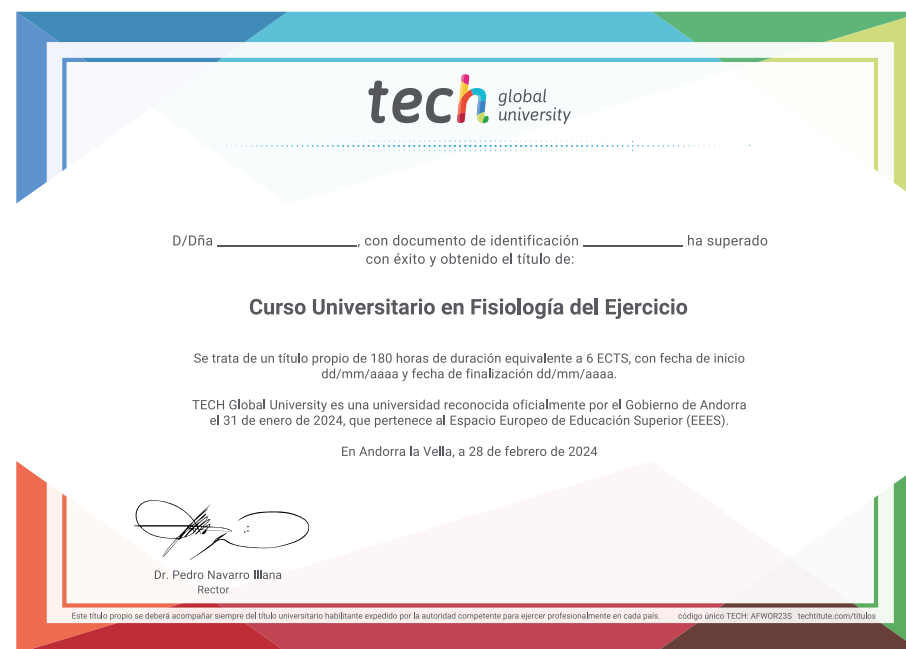 tech global university
D/Dña ____________, con documento de identificación ____________ ha superado
con éxito y obtenido el título de:
Curso Universitario en Fisiología del Ejercicio
Se trata de un título propio de 180 horas de duración equivalente a 6 ECTS, con fecha de inicio
dd/mm/aaaa y fecha de finalización dd/mm/aaaa.
TECH Global University es una universidad reconocida oficialmente por el Gobierno de Andorra
el 31 de enero de 2024, que pertenece al Espacio Europeo de Educación Superior (EEES).
En Andorra la Vella, a 28 de febrero de 2024
Dr. Pedro Navarro Illana
Rector
Este título propio se deberá acompañar siempre del título universitario habilitante expedido por la autoridad competente para ejercer profesionalmente en cada país. código único TECH: AFWOR23S techtitute.com/titulos